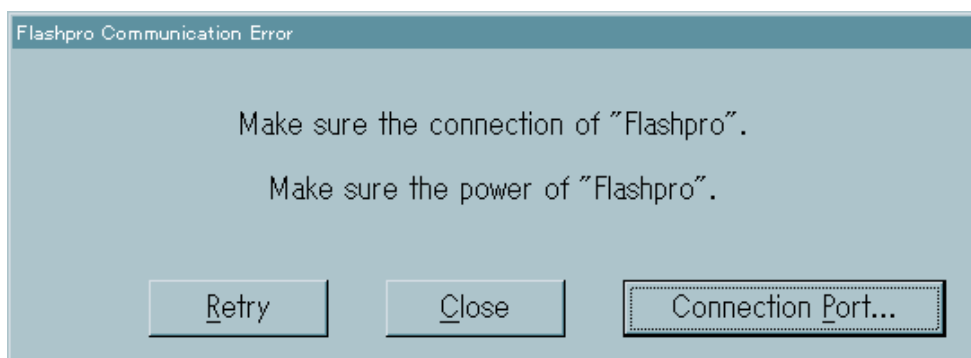 Flashpro Communication Error
Make sure the connection of "Flashpro".
Make sure the power of "Flashpro".
Retry
Close
Connection Port...